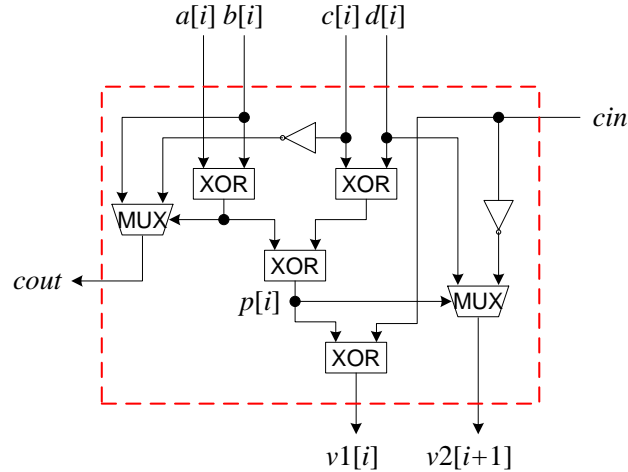 a[i] b[i] c[i] d[i]
cin
XOR XOR
MUX
XOR
cout
MUX
p[i]
XOR
v1[i] v2[i+1]